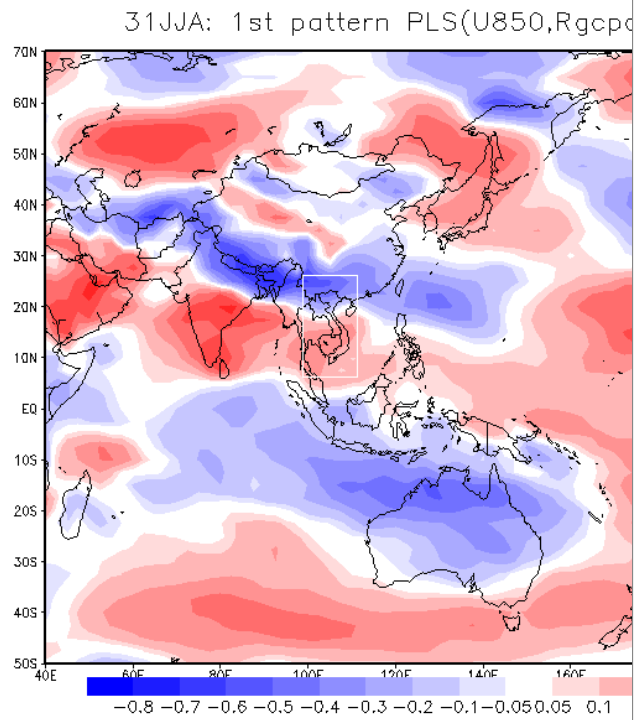 31JJA: 1st pattern PLS(U850,Rgcpc
70N
60N
50N
40N
30N
20N
10N
EQ
10S
20S
30S
40S
50S
40E 60E 80E 100E 120E 140E 160E
-0.8 -0.7 -0.6 -0.5 -0.4 -0.3 -0.2 -0.1 -0.05 0.05 0.1